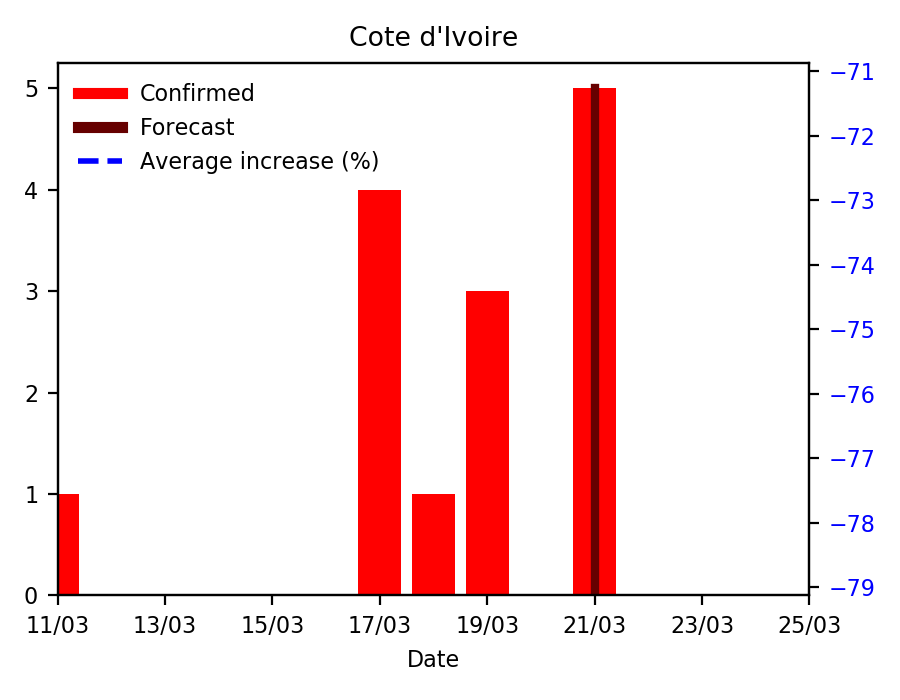 Cote d'Ivoire
Confirmed
Forecast
Average increase (%)
5
4
3
2
1
0
−71
−72
−73
−74
−75
−76
−77
−78
−79
11/03 13/03 15/03 17/03 19/03 21/03 23/03 25/03
Date